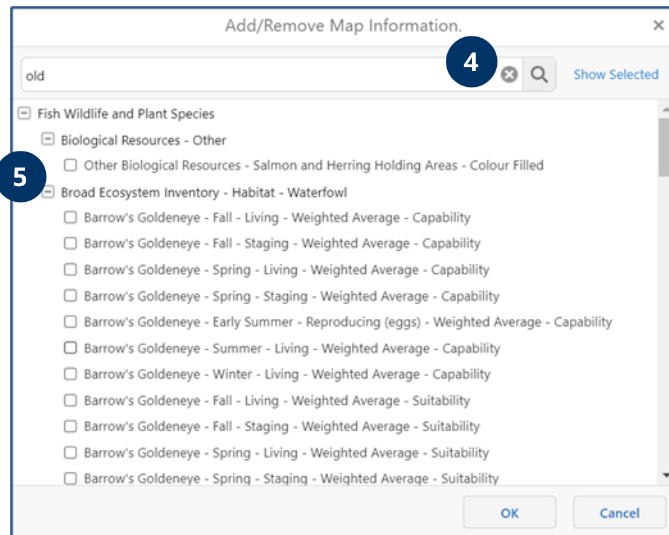 Add/Remove Map Information.
4
old
Show Selected
Fish Wildlife and Plant Species
Biological Resources - Other
Other Biological Resources - Salmon and Herring Holding Areas - Colour Filled
5
Broad Ecosystem Inventory - Habitat - Waterfowl
Barrow's Goldeneye - Fall - Living - Weighted Average - Capability
Barrow's Goldeneye - Fall - Staging - Weighted Average - Capability
Barrow's Goldeneye - Spring - Living - Weighted Average - Capability
Barrow's Goldeneye - Spring - Staging - Weighted Average - Capability
Barrow's Goldeneye - Early Summer - Reproducing (eggs) - Weighted Average - Capability
Barrow's Goldeneye - Summer - Living - Weighted Average - Capability
Barrow's Goldeneye - Winter - Living - Weighted Average - Capability
Barrow's Goldeneye - Fall - Living - Weighted Average - Suitability
Barrow's Goldeneye - Fall - Staging - Weighted Average - Suitability
Barrow's Goldeneye - Spring - Living - Weighted Average - Suitability
Barrow's Goldeneye - Spring - Staging - Weighted Average - Suitability
OK
Cancel